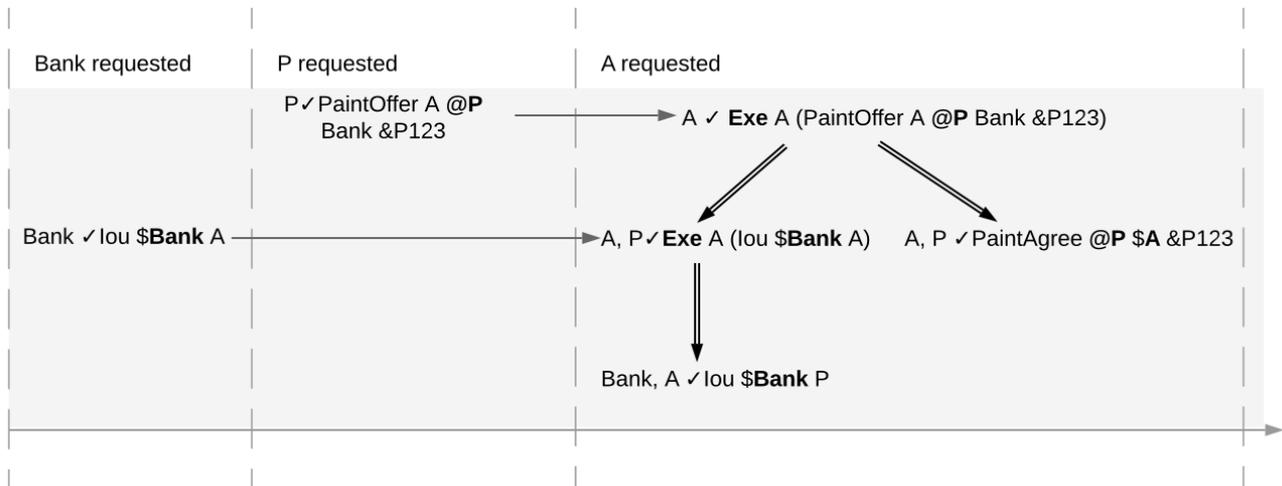 Bank requested
P requested
A requested
P✓PaintOffer A @P
Bank &P123
A ✓ Exe A (PaintOffer A @P Bank &P123)
Bank ✓Iou $Bank A
A, P✓Exe A (Iou $Bank A)
A, P ✓PaintAgree @P $A &P123
Bank, A ✓Iou $Bank P